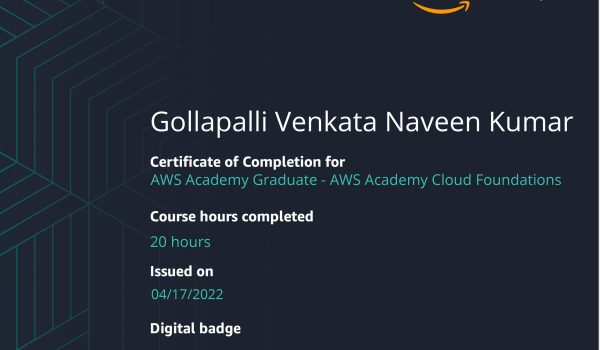 Gollapalli Venkata Naveen Kumar
Certificate of Completion for
AWS Academy Graduate - AWS Academy Cloud Foundations
Course hours completed
20 hours
Issued on
04/17/2022
Digital badge